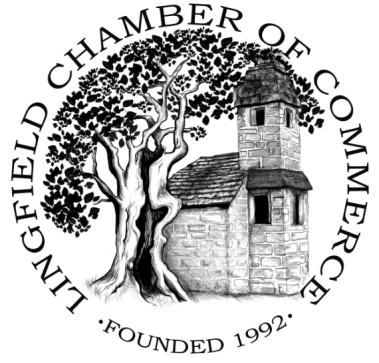 LINGFIELD CHAMBER OF COMMERCE
·FOUNDED 1992·